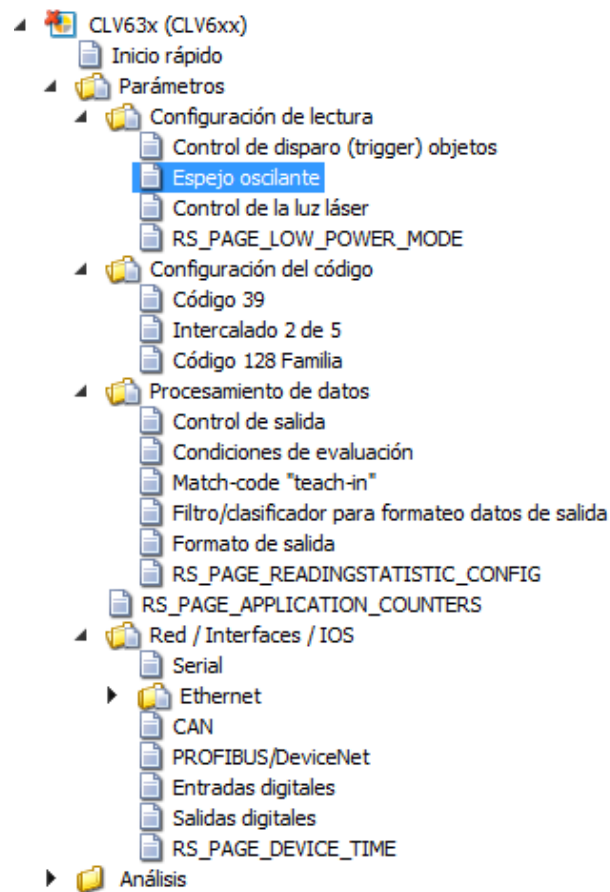 CLV63x (CLV6xx)
Inicio rápido
Parámetros
Configuración de lectura
Control de disparo (trigger) objetos
Espejo oscilante
Control de la luz láser
RS_PAGE_LOW_POWER_MODE
Configuración del código
Código 39
Intercalado 2 de 5
Código 128 Familia
Procesamiento de datos
Control de salida
Condiciones de evaluación
Match-code "teach-in"
Filtro/clasificador para formateo datos de salida
Formato de salida
RS_PAGE_READINGSTATISTIC_CONFIG
RS_PAGE_APPLICATION_COUNTERS
Red / Interfaces / IOS
Serial
Ethernet
CAN
PROFIBUS/DeviceNet
Entradas digitales
Salidas digitales
RS_PAGE_DEVICE_TIME
Análisis